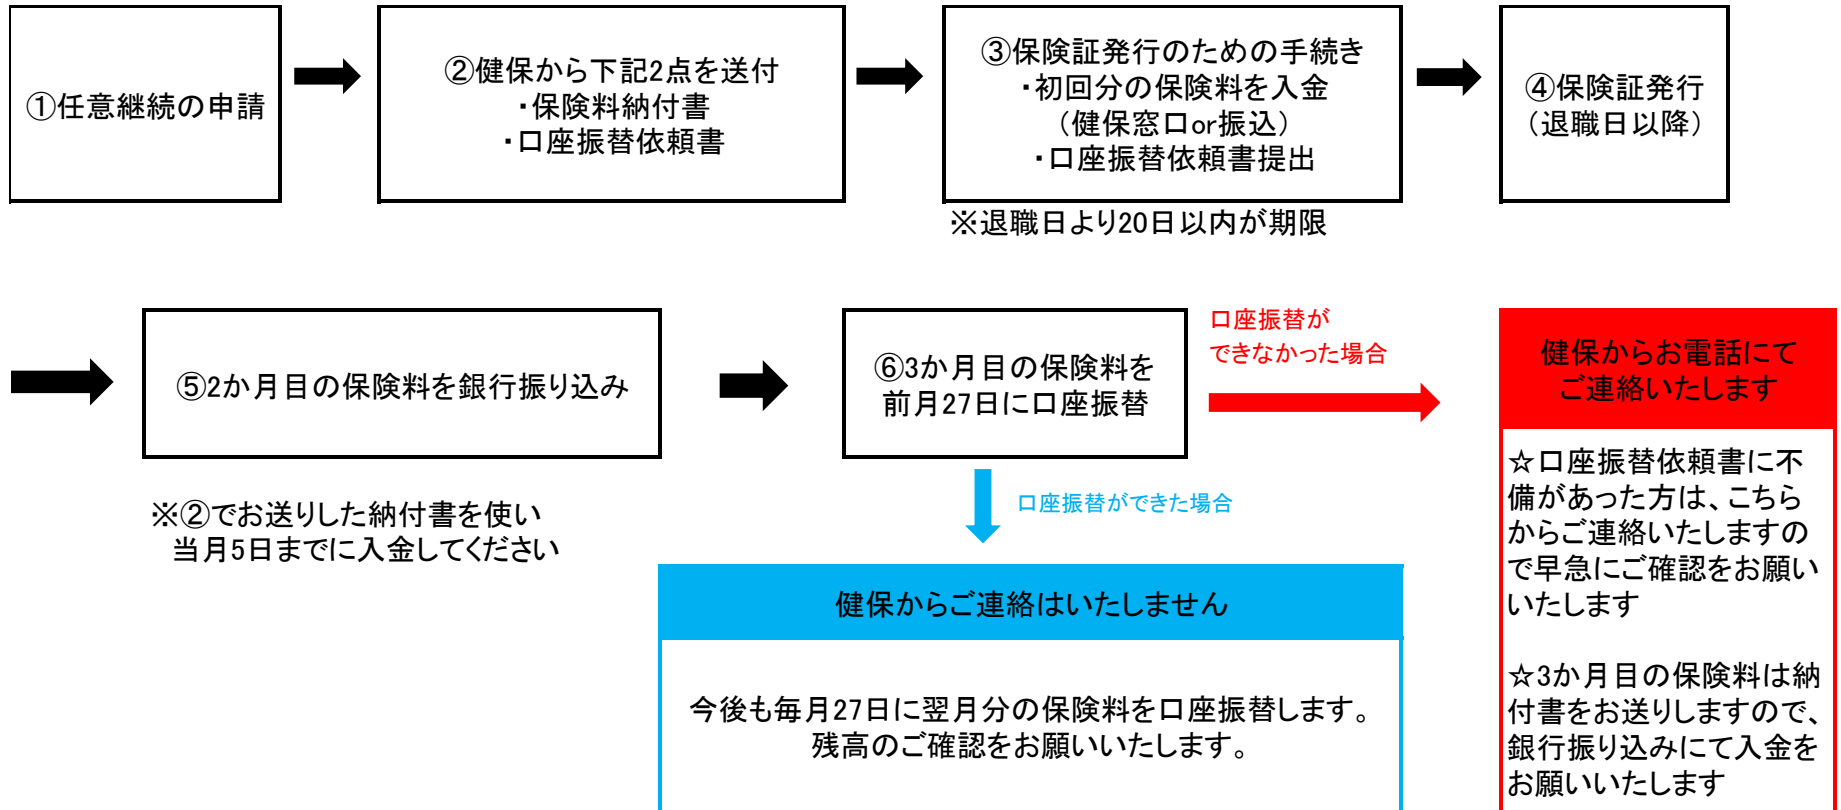 ①任意継続の申請
②健保から下記2点を送付
・保険料納付書
・口座振替依頼書
③保険証発行のための手続き
・初回分の保険料を入金
（健保窓口or振込）
・口座振替依頼書提出
④保険証発行
（退職日以降）
※退職日より20日以内が期限
⑤2か月目の保険料を銀行振り込み
※②でお送りした納付書を使い
当月5日までに入金してください
⑥3か月目の保険料を
前月27日に口座振替
口座振替が
できなかった場合
口座振替ができた場合
健保からご連絡はいたしません
今後も毎月27日に翌月分の保険料を口座振替します。
残高のご確認をお願いいたします。
健保からお電話にて
ご連絡いたします
☆口座振替依頼書に不
備があった方は、こちら
からご連絡いたしますの
で早急にご確認をお願い
いたします
☆3か月目の保険料は納
付書をお送りしますので、
銀行振り込みにて入金を
お願いいたします